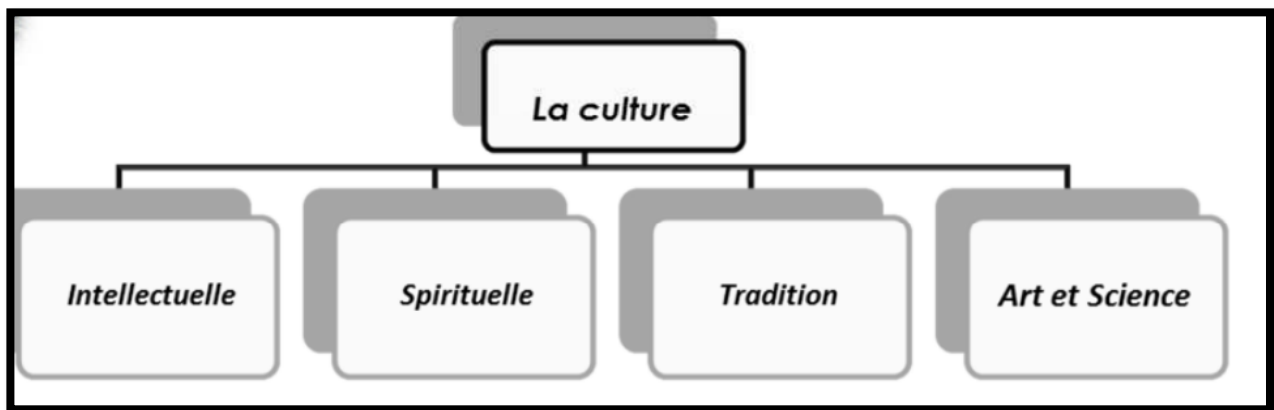 La culture
Intellectuelle
Spirituelle
Tradition
Art et Science